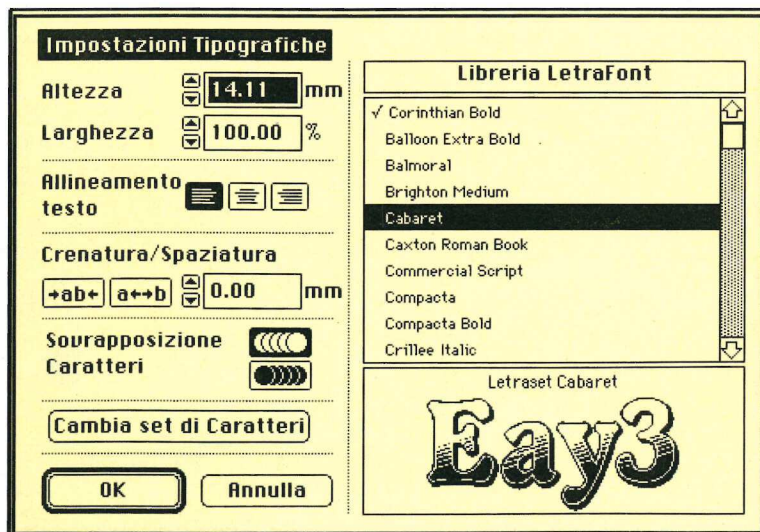 Impostazioni Tipografiche
Altezza 14.11 mm
Larghezza 100.00 %
Allineamento
testo
Crenatura/Spaziatura
→ab← a↔b 0.00 mm
Sovrapposizione
Caratteri
Cambia set di Caratteri
OK Annulla
Libreria LetraFont
✓ Corinthian Bold
Balloon Extra Bold
Balmoral
Brighton Medium
Cabaret
Caxton Roman Book
Commercial Script
Compacta
Compacta Bold
Crillee Italic
Letraset Cabaret
Eay3